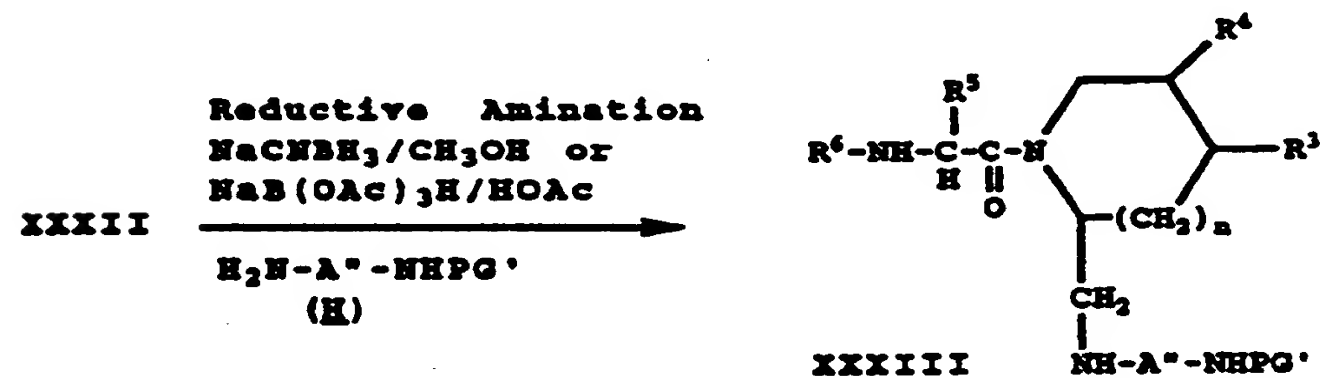 Reductive Amination
NaCNBH₃/CH₃OH or
NaB(OAc)₃H/HOAc
XXXII
H₂N-A"-NHPG'
(H)
R⁴
R⁵
R⁶-NH-C-C-N
R³
H
O
(CH₂)ₙ
CH₂
XXXIII
NH-A"-NHPG'